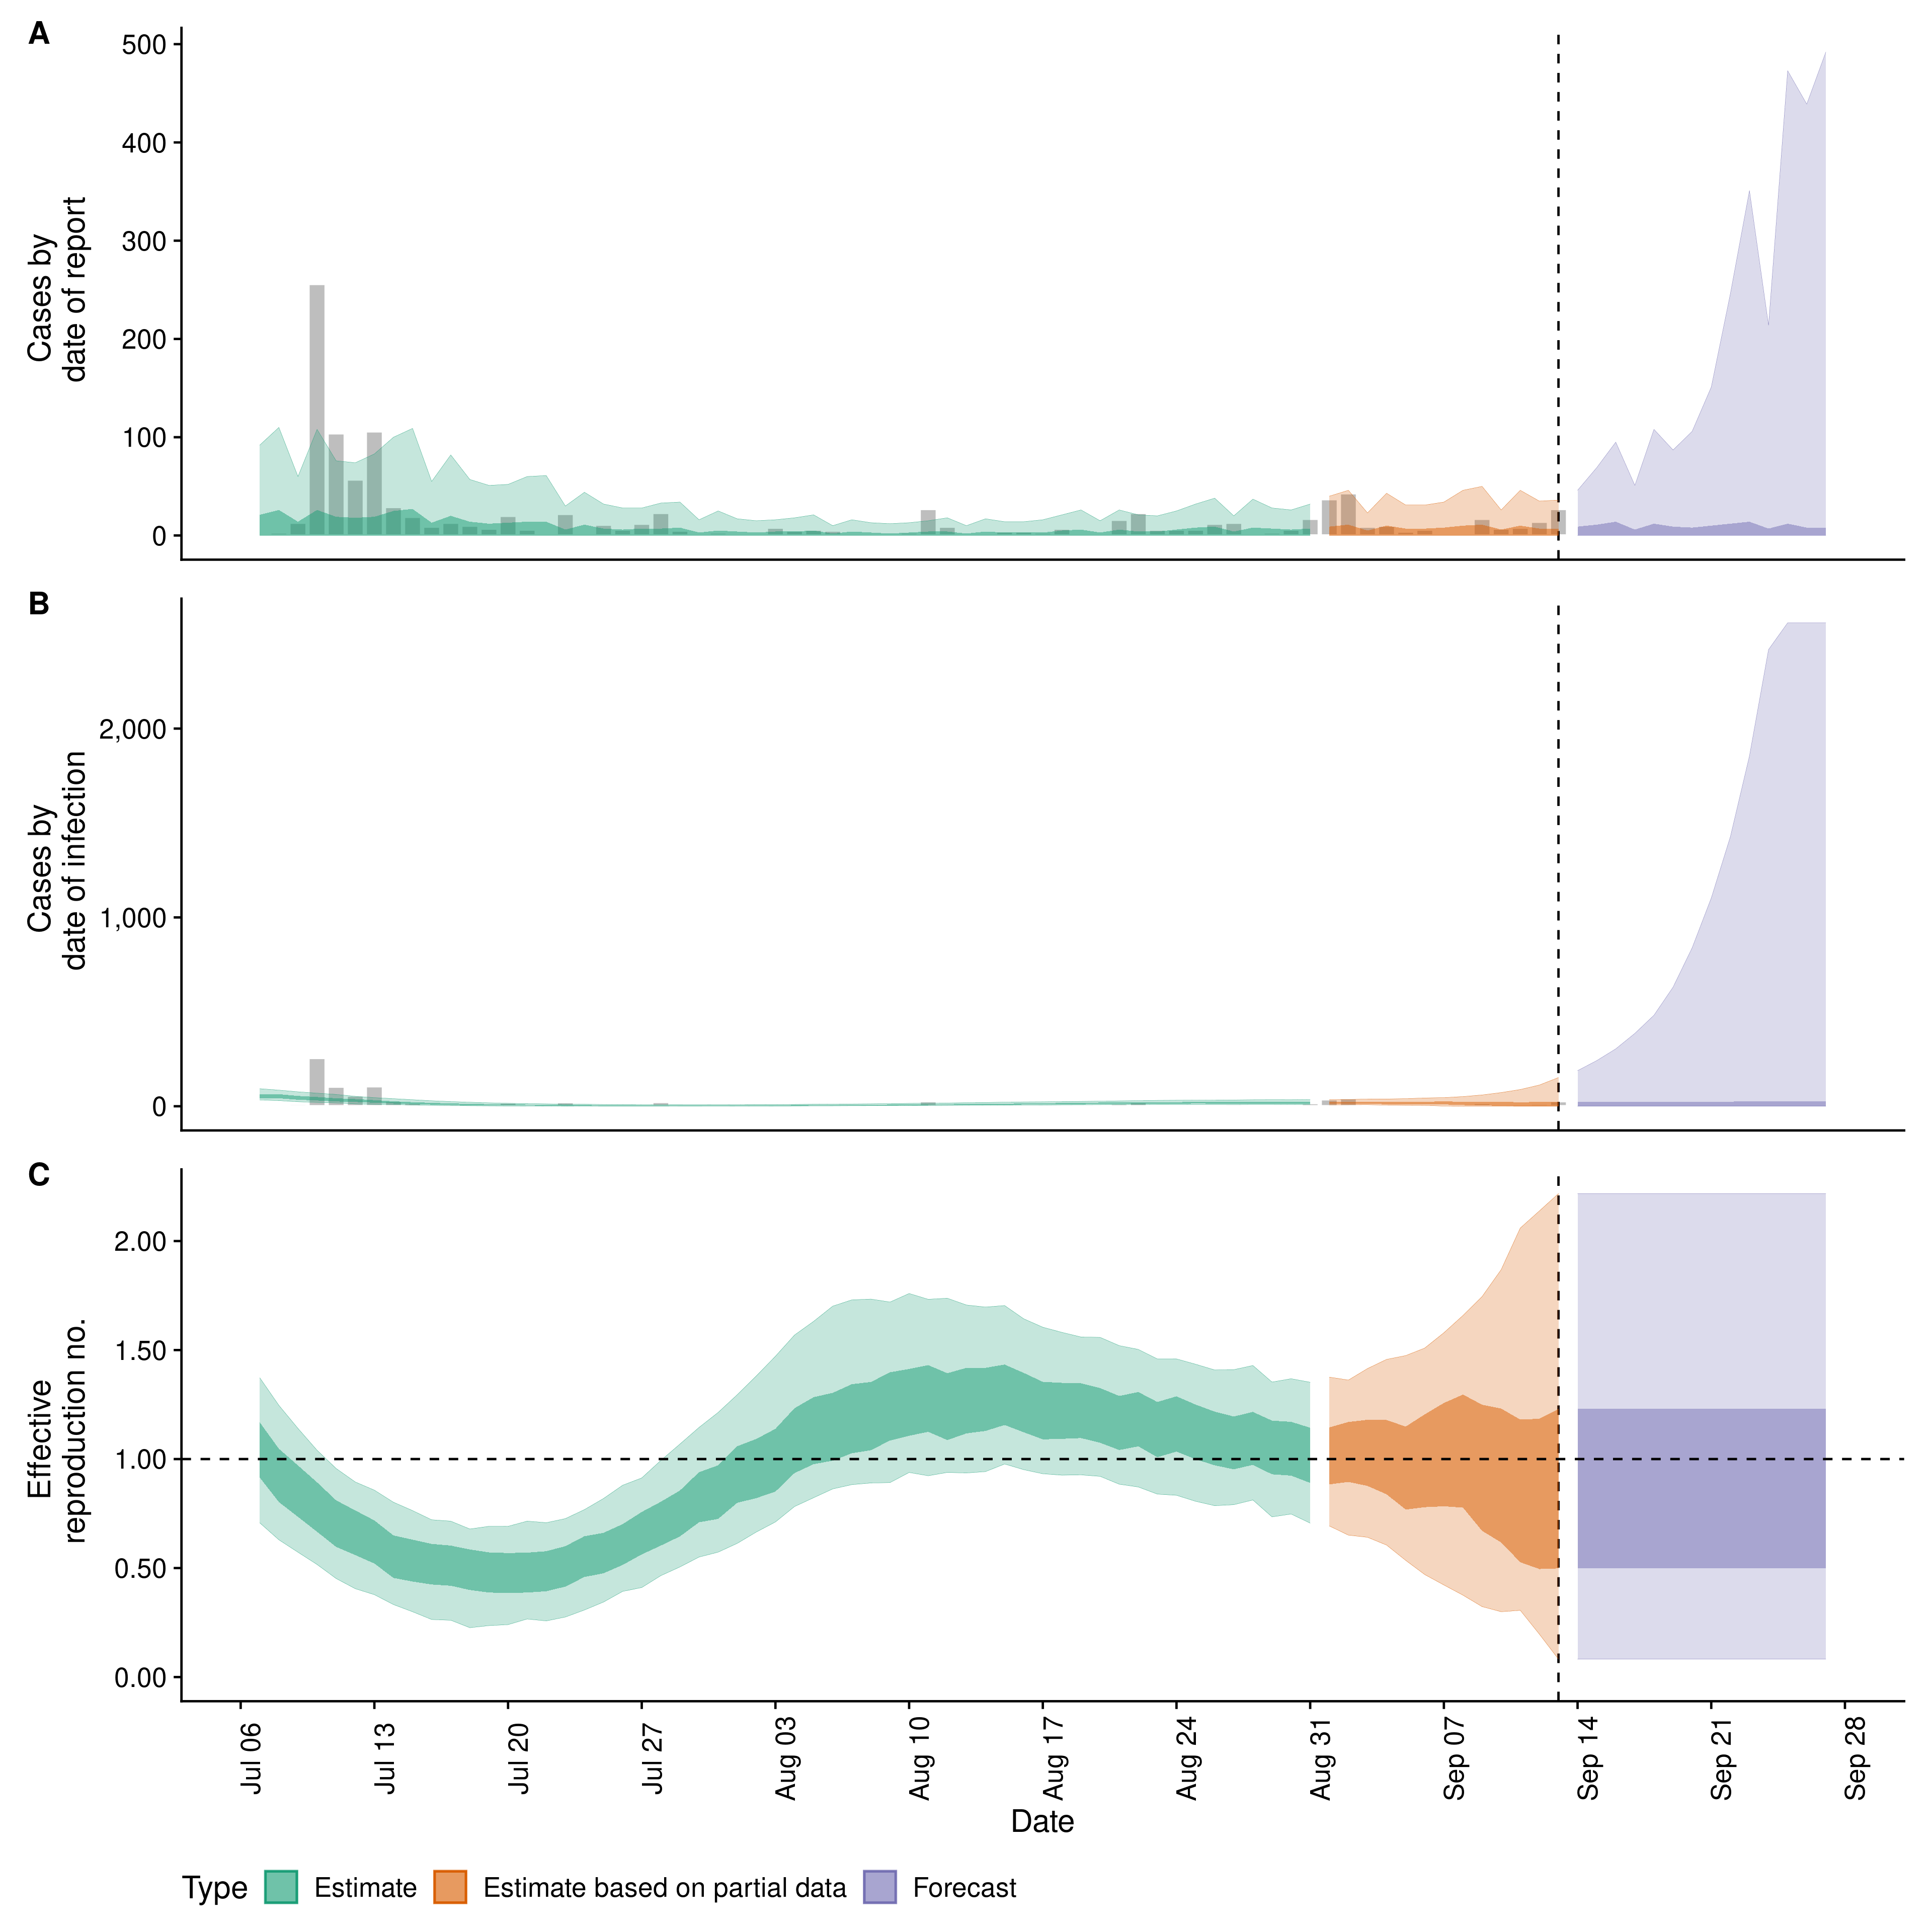 A
500
400
300
200
100
0
Cases by
date of report
B
2,000
1,000
0
Cases by
date of infection
C
2.00
1.50
1.00
0.50
0.00
Effective
reproduction no.
Jul 06
Jul 13
Jul 20
Jul 27
Aug 03
Aug 10
Aug 17
Aug 24
Aug 31
Sep 07
Sep 14
Sep 21
Sep 28
Date
Type Estimate Estimate based on partial data Forecast